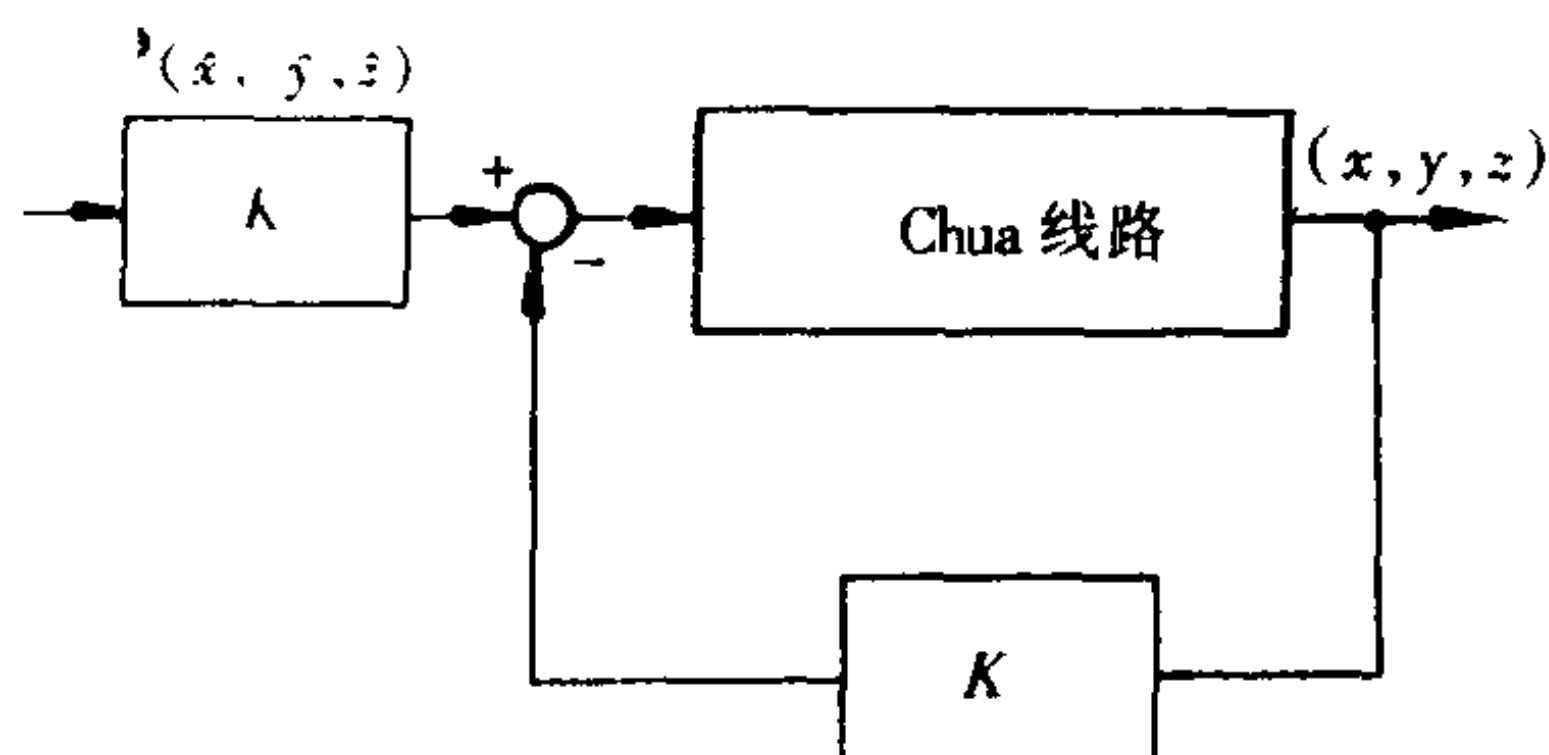 (x̂, ŷ, ẑ)
+
Chua 线路
(x, y, z)
−
K